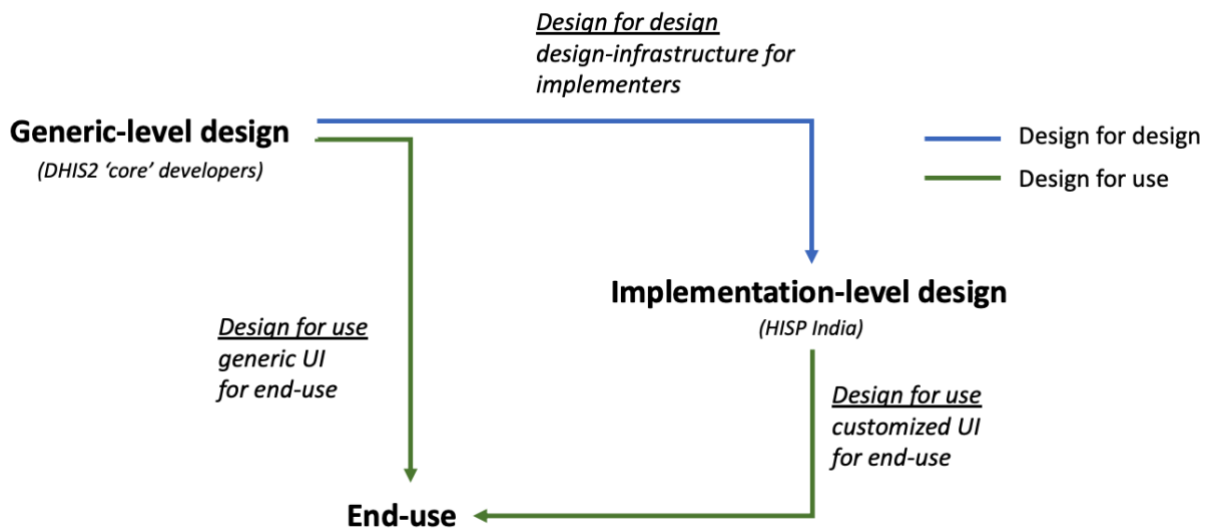 Design for design
design-infrastructure for
implementers
Generic-level design
(DHIS2 ‘core’ developers)
Design for design
Design for use
Implementation-level design
(HISP India)
Design for use
generic UI
for end-use
Design for use
customized UI
for end-use
End-use